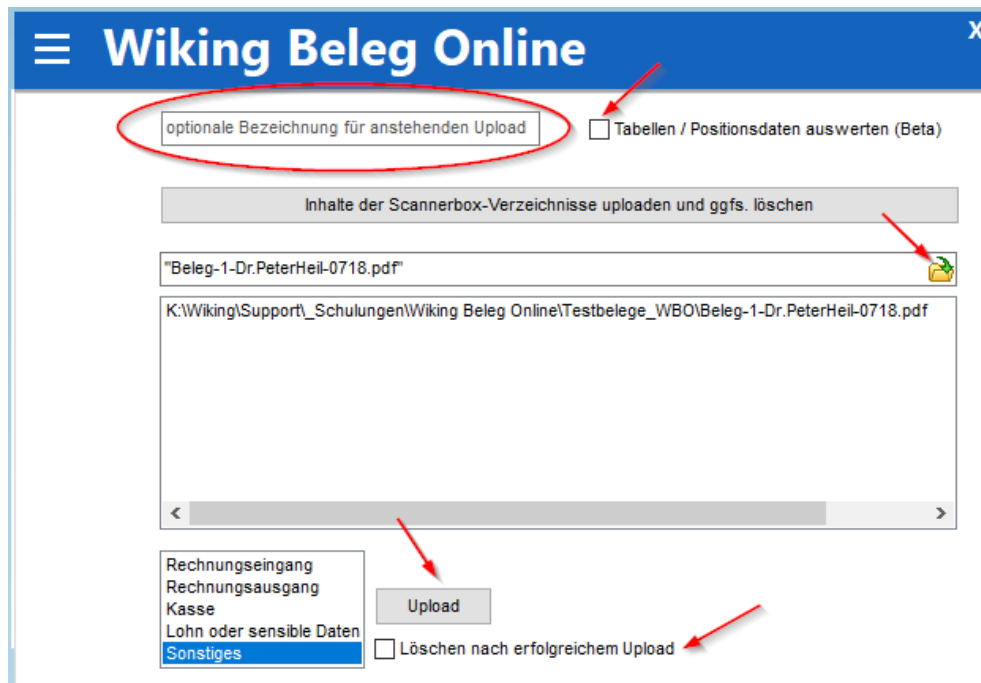 Wiking Beleg Online
X
optionale Bezeichnung für anstehenden Upload
Tabellen / Positionsdaten auswerten (Beta)
Inhalte der Scannerbox-Verzeichnisse uploaden und ggfs. löschen
"Beleg-1-Dr.PeterHeil-0718.pdf"
K:\Wiking\Support\_Schulungen\Wiking Beleg Online\Testbelege_WBO\Beleg-1-Dr.PeterHeil-0718.pdf
Rechnungseingang
Rechnungsausgang
Kasse
Lohn oder sensible Daten
Sonstiges
Upload
Löschen nach erfolgreichem Upload